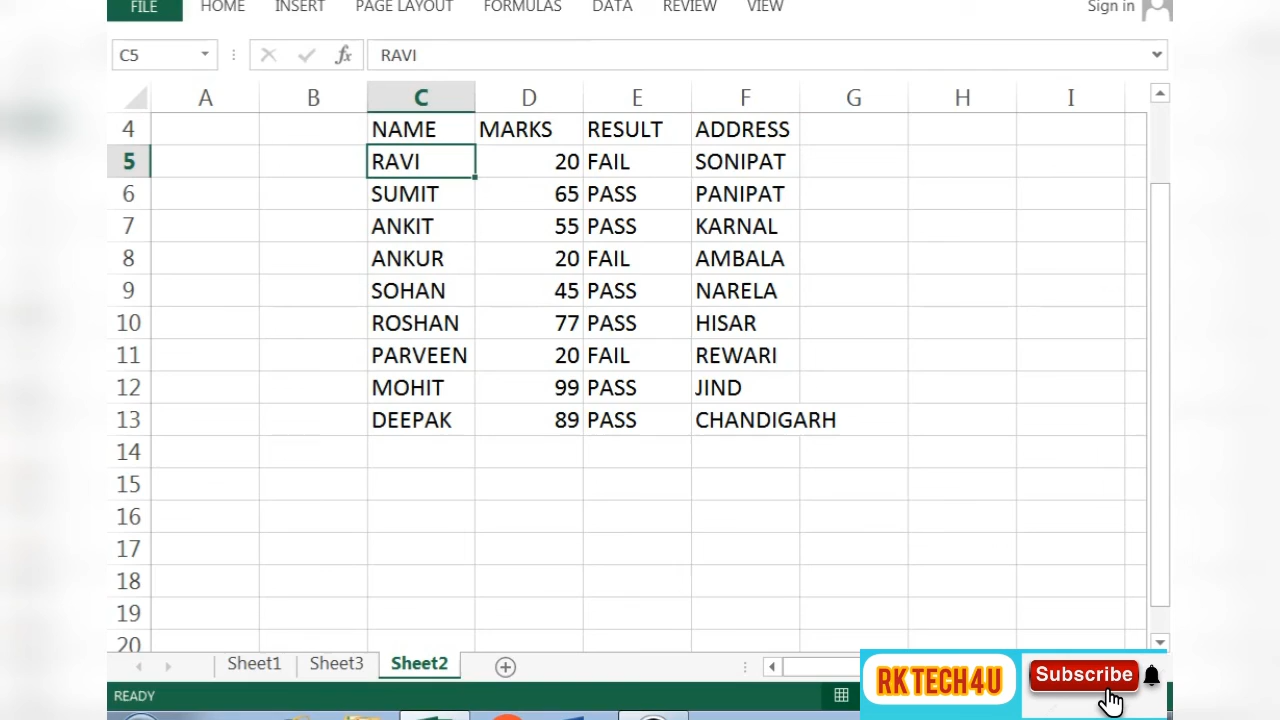 FILE HOME INSERT PAGE LAYOUT FORMULAS DATA REVIEW VIEW Sign in
C5 fx RAVI
A B C D E F G H I
4 NAME MARKS RESULT ADDRESS
5 RAVI 20 FAIL SONIPAT
6 SUMIT 65 PASS PANIPAT
7 ANKIT 55 PASS KARNAL
8 ANKUR 20 FAIL AMBALA
9 SOHAN 45 PASS NARELA
10 ROSHAN 77 PASS HISAR
11 PARVEEN 20 FAIL REWARI
12 MOHIT 99 PASS JIND
13 DEEPAK 89 PASS CHANDIGARH
14
15
16
17
18
19
20
Sheet1 Sheet3 Sheet2
RK TECH4U Subscribe
READY